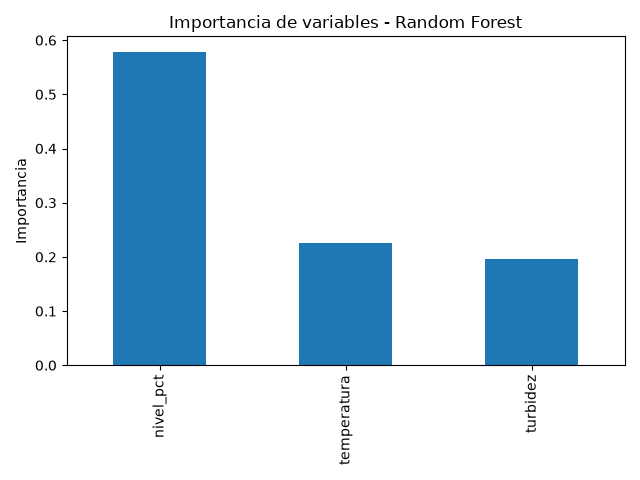 Importancia de variables - Random Forest
Importancia
0.6
0.5
0.4
0.3
0.2
0.1
0.0
nivel_pct
temperatura
turbidez